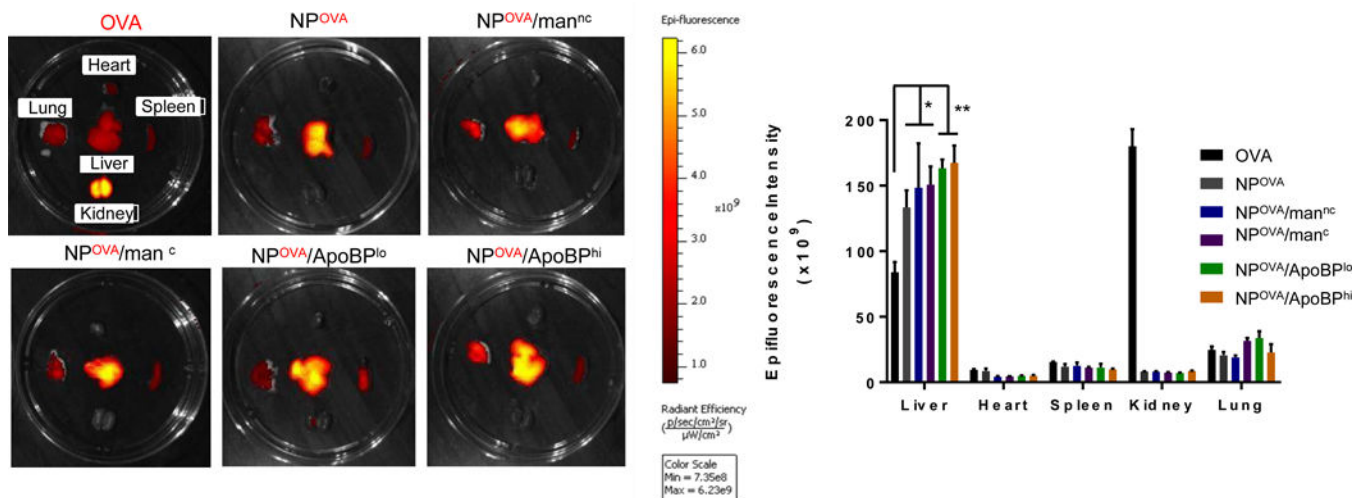 OVA
NPOVA
NPOVA/mannc
Heart
Lung
Spleen
Liver
Kidney
NPOVA/man c
NPOVA/ApoBPlo
NPOVA/ApoBPhi
Epi-fluorescence
6.0
5.0
4.0
x10⁹
3.0
2.0
1.0
Radiant Efficiency
(p/sec/cm²/sr
µW/cm²)
Color Scale
Min = 7.35e8
Max = 6.23e9
Epifluorescence Intensity
(x10⁹)
200
150
100
50
0
*
**
Liver Heart Spleen Kidney Lung
OVA
NPOVA
NPOVA/mannc
NPOVA/manc
NPOVA/ApoBPlo
NPOVA/ApoBPhi